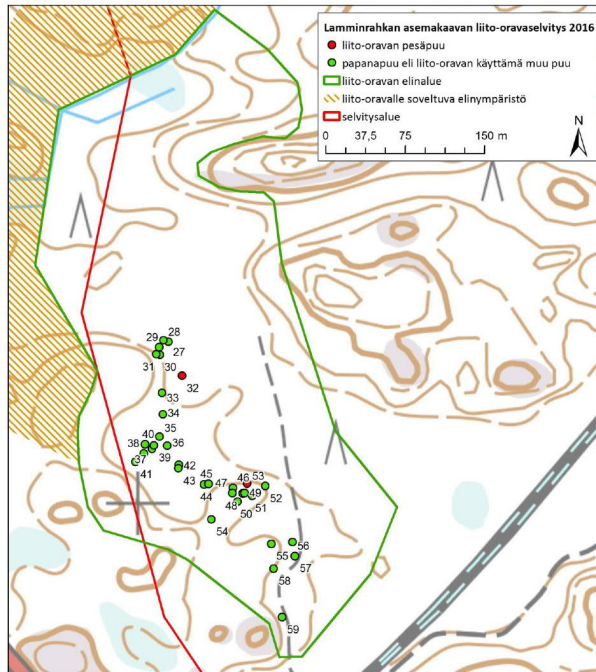 Lamminrahkan asemakaavan liito-oravaselvitys 2016
liito-oravan pesäpuu
papanapuu eli liito-oravan käyttämä muu puu
liito-oravan elinalue
liito-oravalle soveltuva elinympäristö
selvitysalue
0 37,5 75 150 m
N
29 28
27
31 30
32
33
34
35
40
38 36
37 39
41 42
45 46 53
43 47 49 52
44 48 51
50
54
56
55 57
58
59